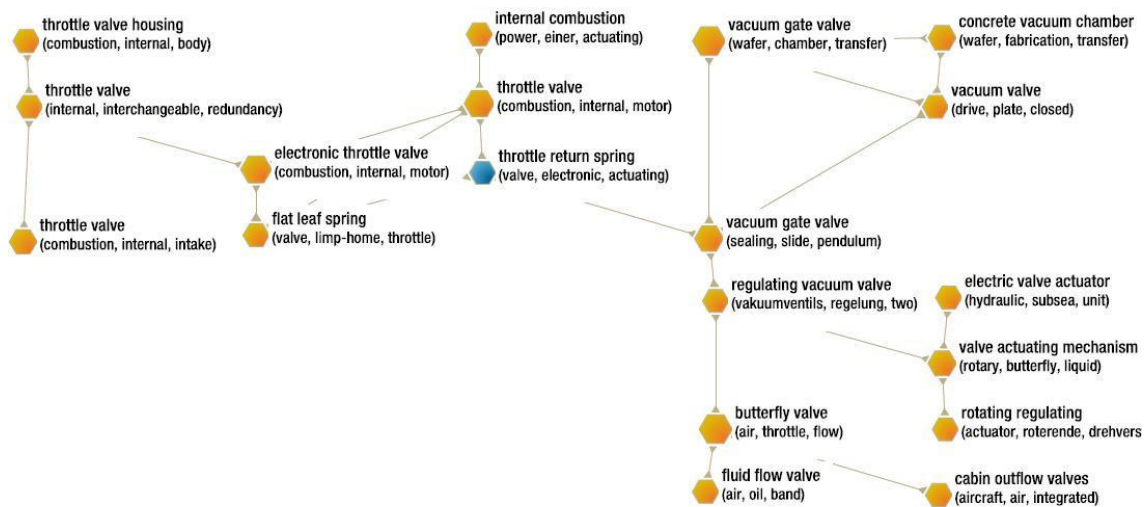 throttle valve housing
(combustion, internal, body)
throttle valve
(internal, interchangeable, redundancy)
electronic throttle valve
(combustion, internal, motor)
flat leaf spring
(valve, limp-home, throttle)
throttle valve
(combustion, internal, intake)
internal combustion
(power, einer, actuating)
throttle valve
(combustion, internal, motor)
throttle return spring
(valve, electronic, actuating)
vacuum gate valve
(wafer, chamber, transfer)
concrete vacuum chamber
(wafer, fabrication, transfer)
vacuum valve
(drive, plate, closed)
vacuum gate valve
(sealing, slide, pendulum)
regulating vacuum valve
(vakuumventils, regelung, two)
electric valve actuator
(hydraulic, subsea, unit)
valve actuating mechanism
(rotary, butterfly, liquid)
rotating regulating
(actuator, roterende, drehvers
butterfly valve
(air, throttle, flow)
fluid flow valve
(air, oil, band)
cabin outflow valves
(aircraft, air, integrated)